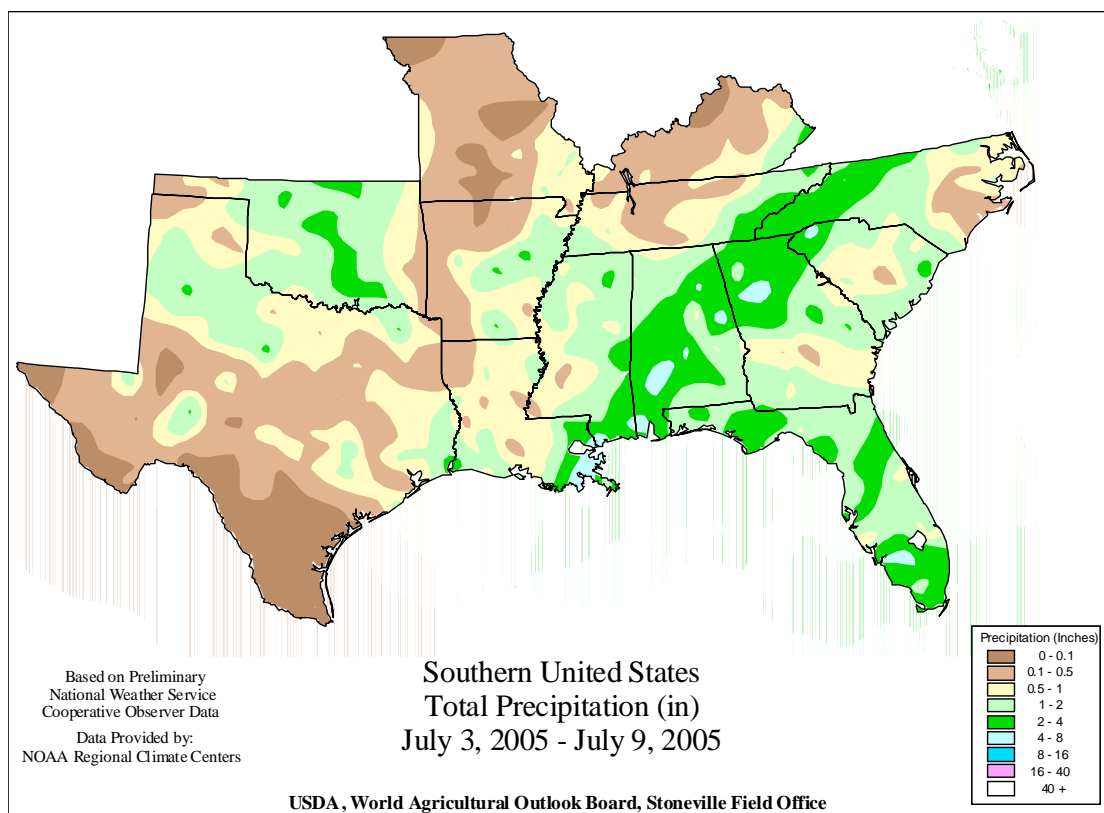 Precipitation (Inches)
0 - 0.1
0.1 - 0.5
0.5 - 1
1 - 2
2 - 4
4 - 8
8 - 16
16 - 40
40 +
Based on Preliminary
National Weather Service
Cooperative Observer Data
Data Provided by:
NOAA Regional Climate Centers
Southern United States
Total Precipitation (in)
July 3, 2005 - July 9, 2005
USDA , World Agricultural Outlook Board, Stoneville Field Office